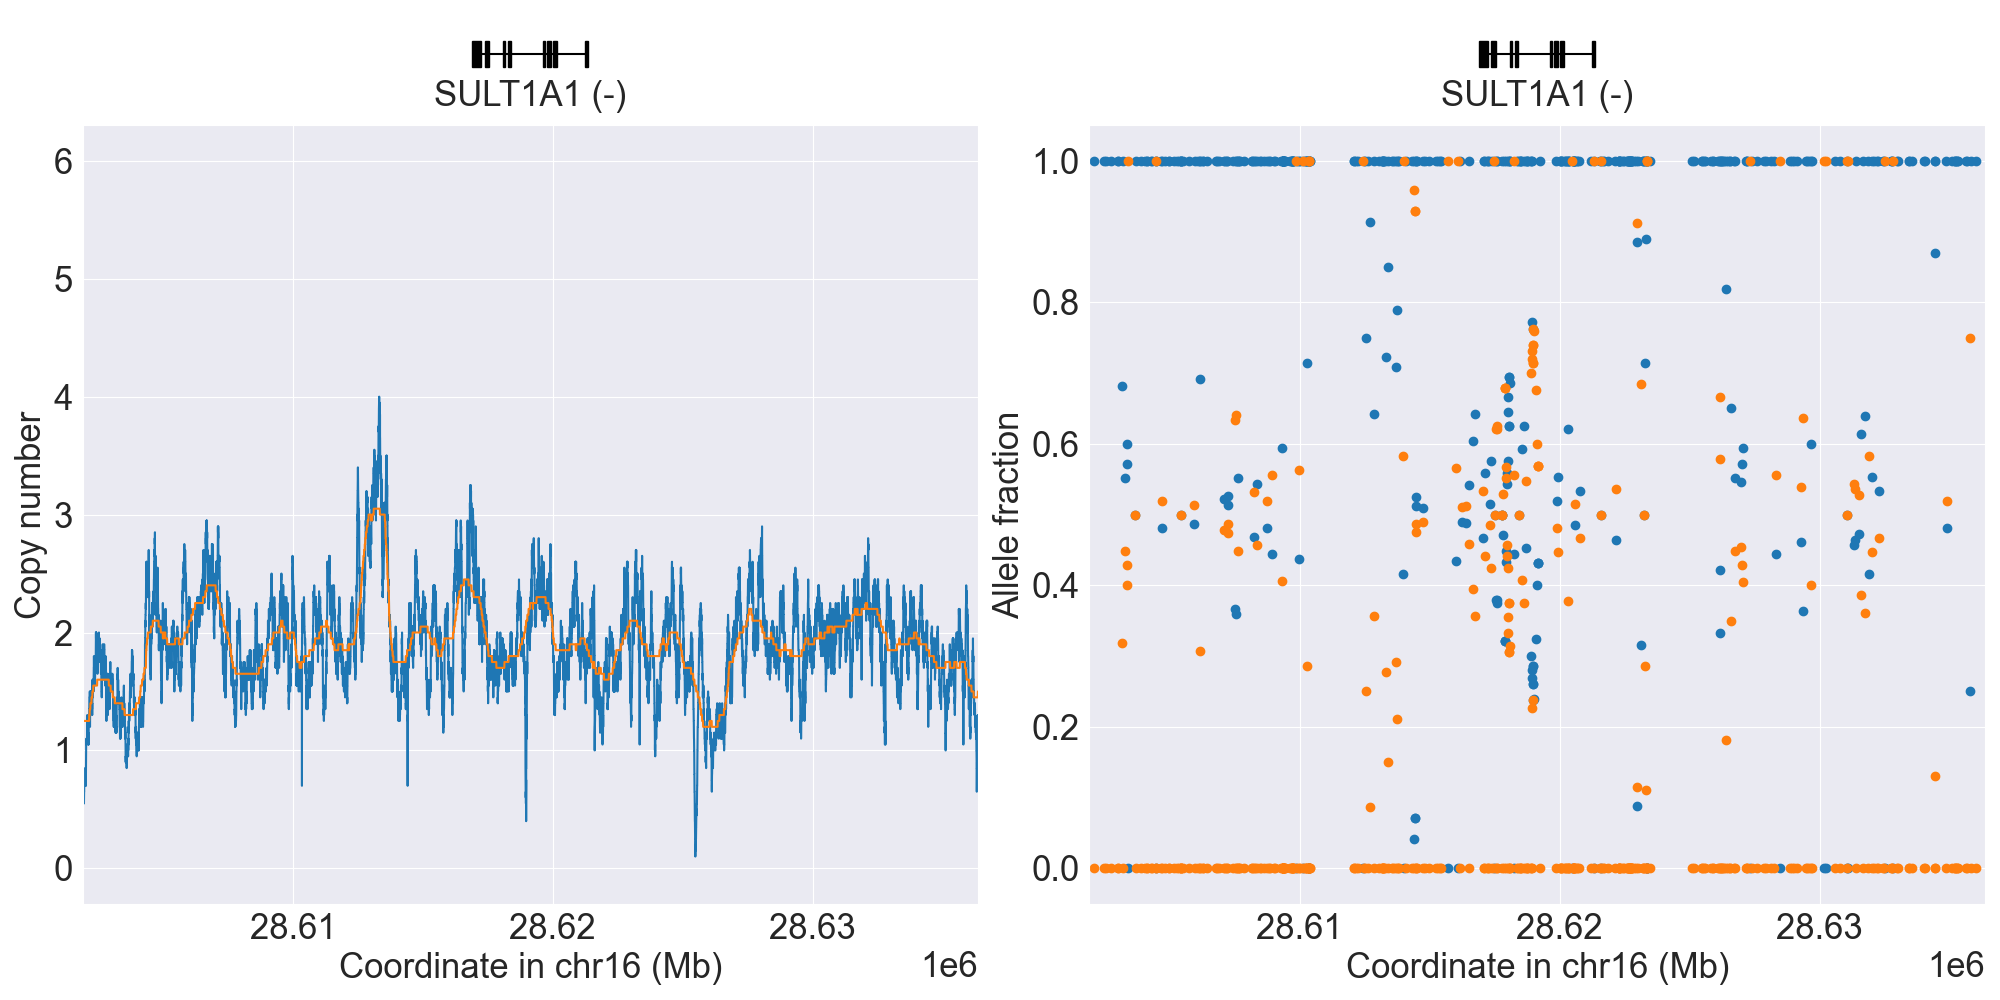 SULT1A1 (-)
Copy number
6
5
4
3
2
1
0
28.61 28.62 28.63
Coordinate in chr16 (Mb)
1e6
SULT1A1 (-)
Allele fraction
1.0
0.8
0.6
0.4
0.2
0.0
28.61 28.62 28.63
Coordinate in chr16 (Mb)
1e6